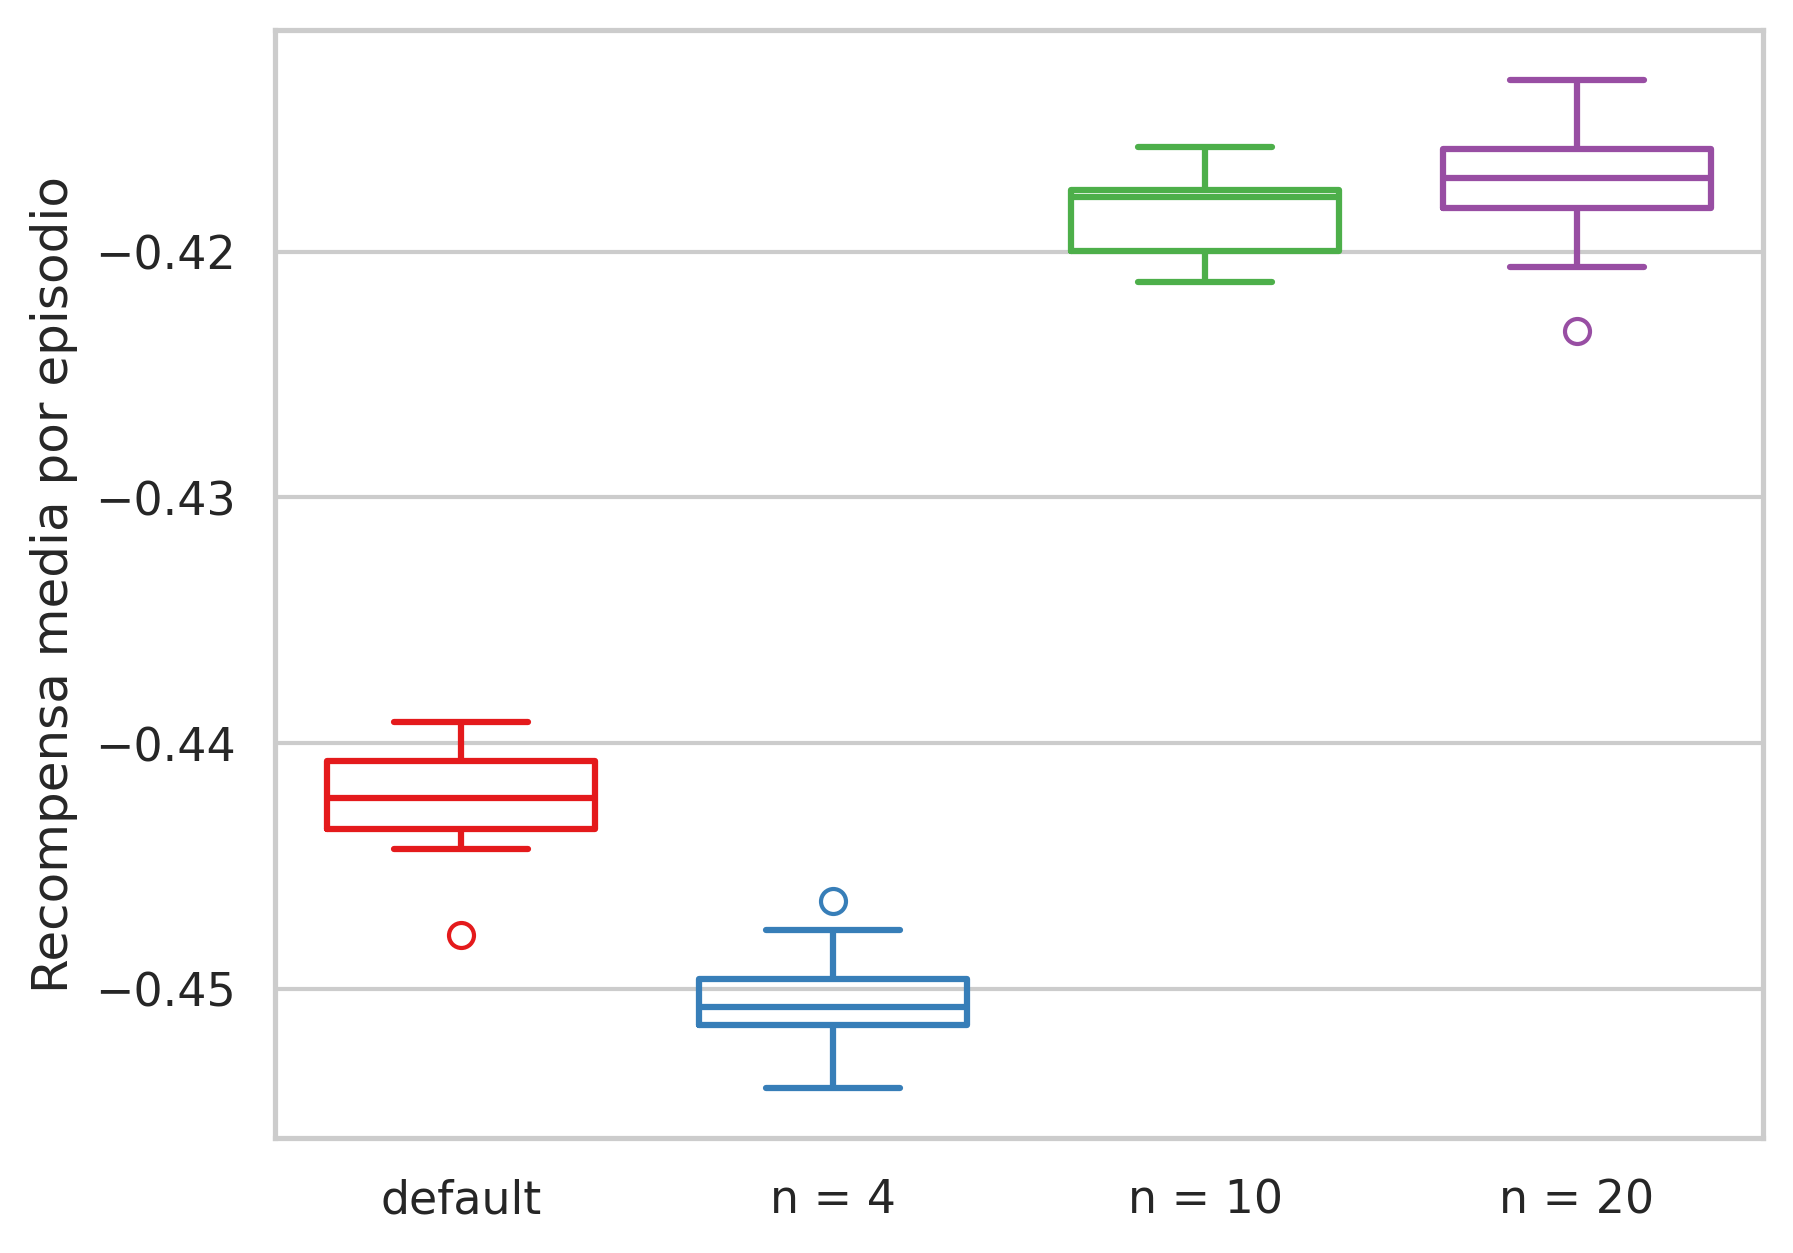 Recompensa media por episodio
−0.42
−0.43
−0.44
−0.45
default
n = 4
n = 10
n = 20